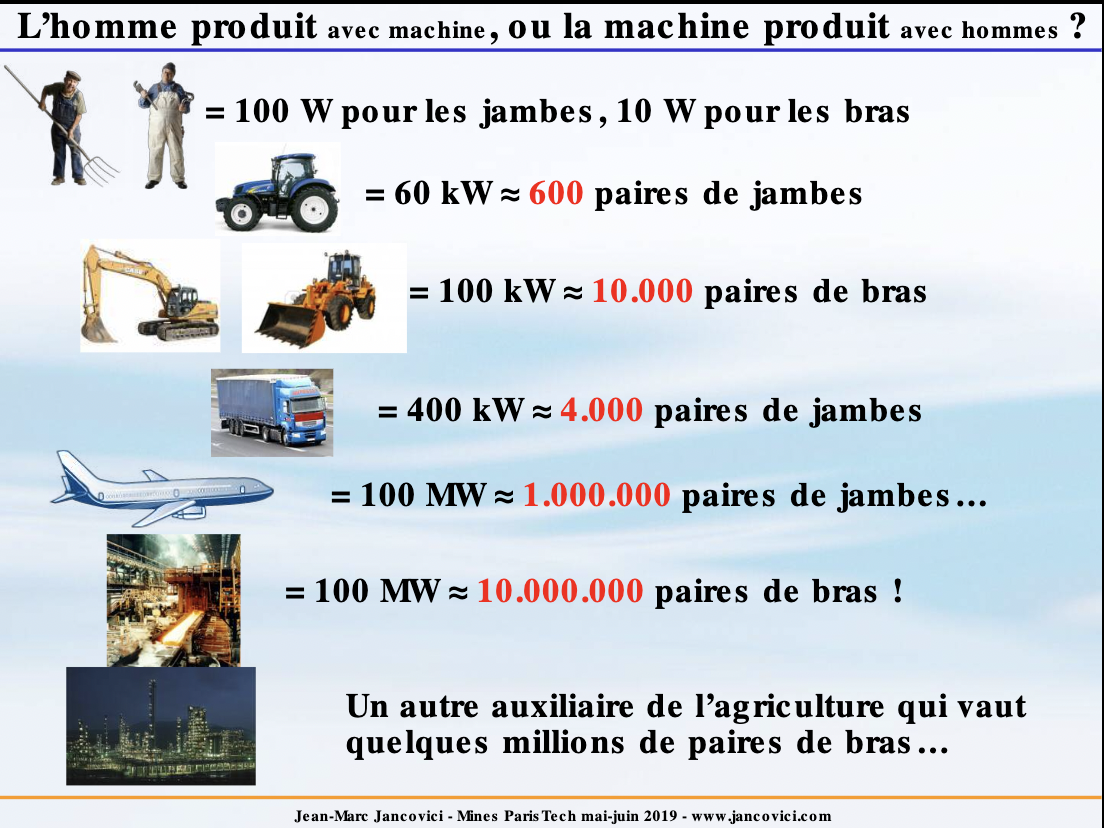 L'homme produit avec machine, ou la machine produit avec hommes ?
= 100 W pour les jambes, 10 W pour les bras
= 60 kW ≈ 600 paires de jambes
CASE
= 100 kW ≈ 10.000 paires de bras
= 400 kW ≈ 4.000 paires de jambes
= 100 MW ≈ 1.000.000 paires de jambes…
= 100 MW ≈ 10.000.000 paires de bras !
Un autre auxiliaire de l'agriculture qui vaut
quelques millions de paires de bras…
Jean-Marc Jancovici - Mines ParisTech mai-juin 2019 - www.jancovici.com